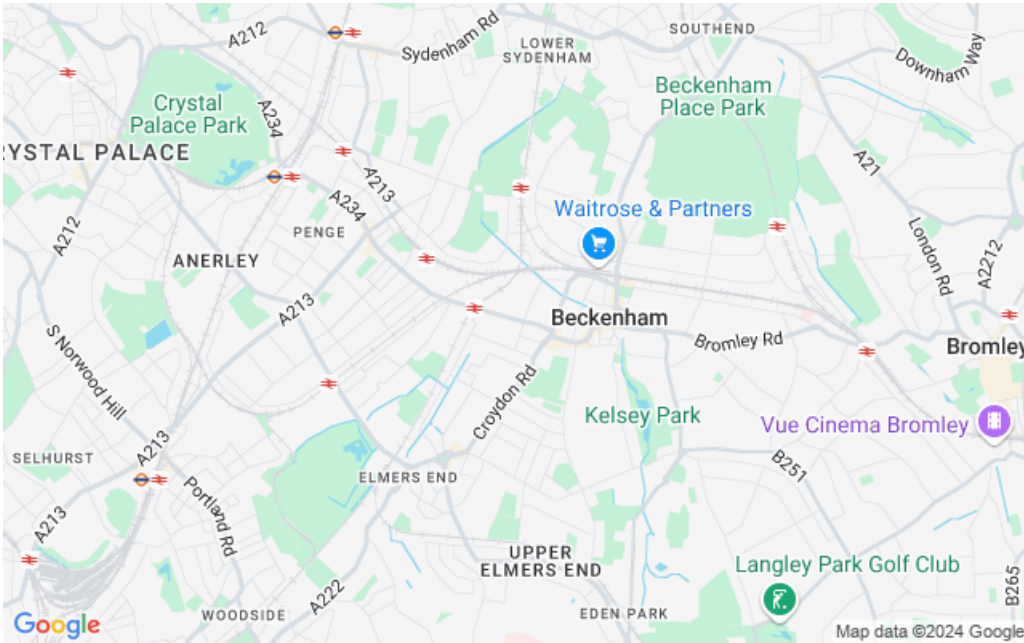 A212
Sydenham Rd
LOWER
SYDENHAM
SOUTHEND
Downham Way
Crystal
Palace Park
A234
Beckenham
Place Park
RYSTAL PALACE
A213
A21
A234
Waitrose & Partners
A212
PENGE
London Rd
A2212
ANERLEY
A213
S Norwood Hill
Beckenham
Bromley Rd
Bromley
Croydon Rd
Kelsey Park
Vue Cinema Bromley
SELHURST
A213
ELMERS END
B251
Portland Rd
A213
UPPER
ELMERS END
Langley Park Golf Club
B265
A222
WOODSIDE
EDEN PARK
Google
Map data ©2024 Google